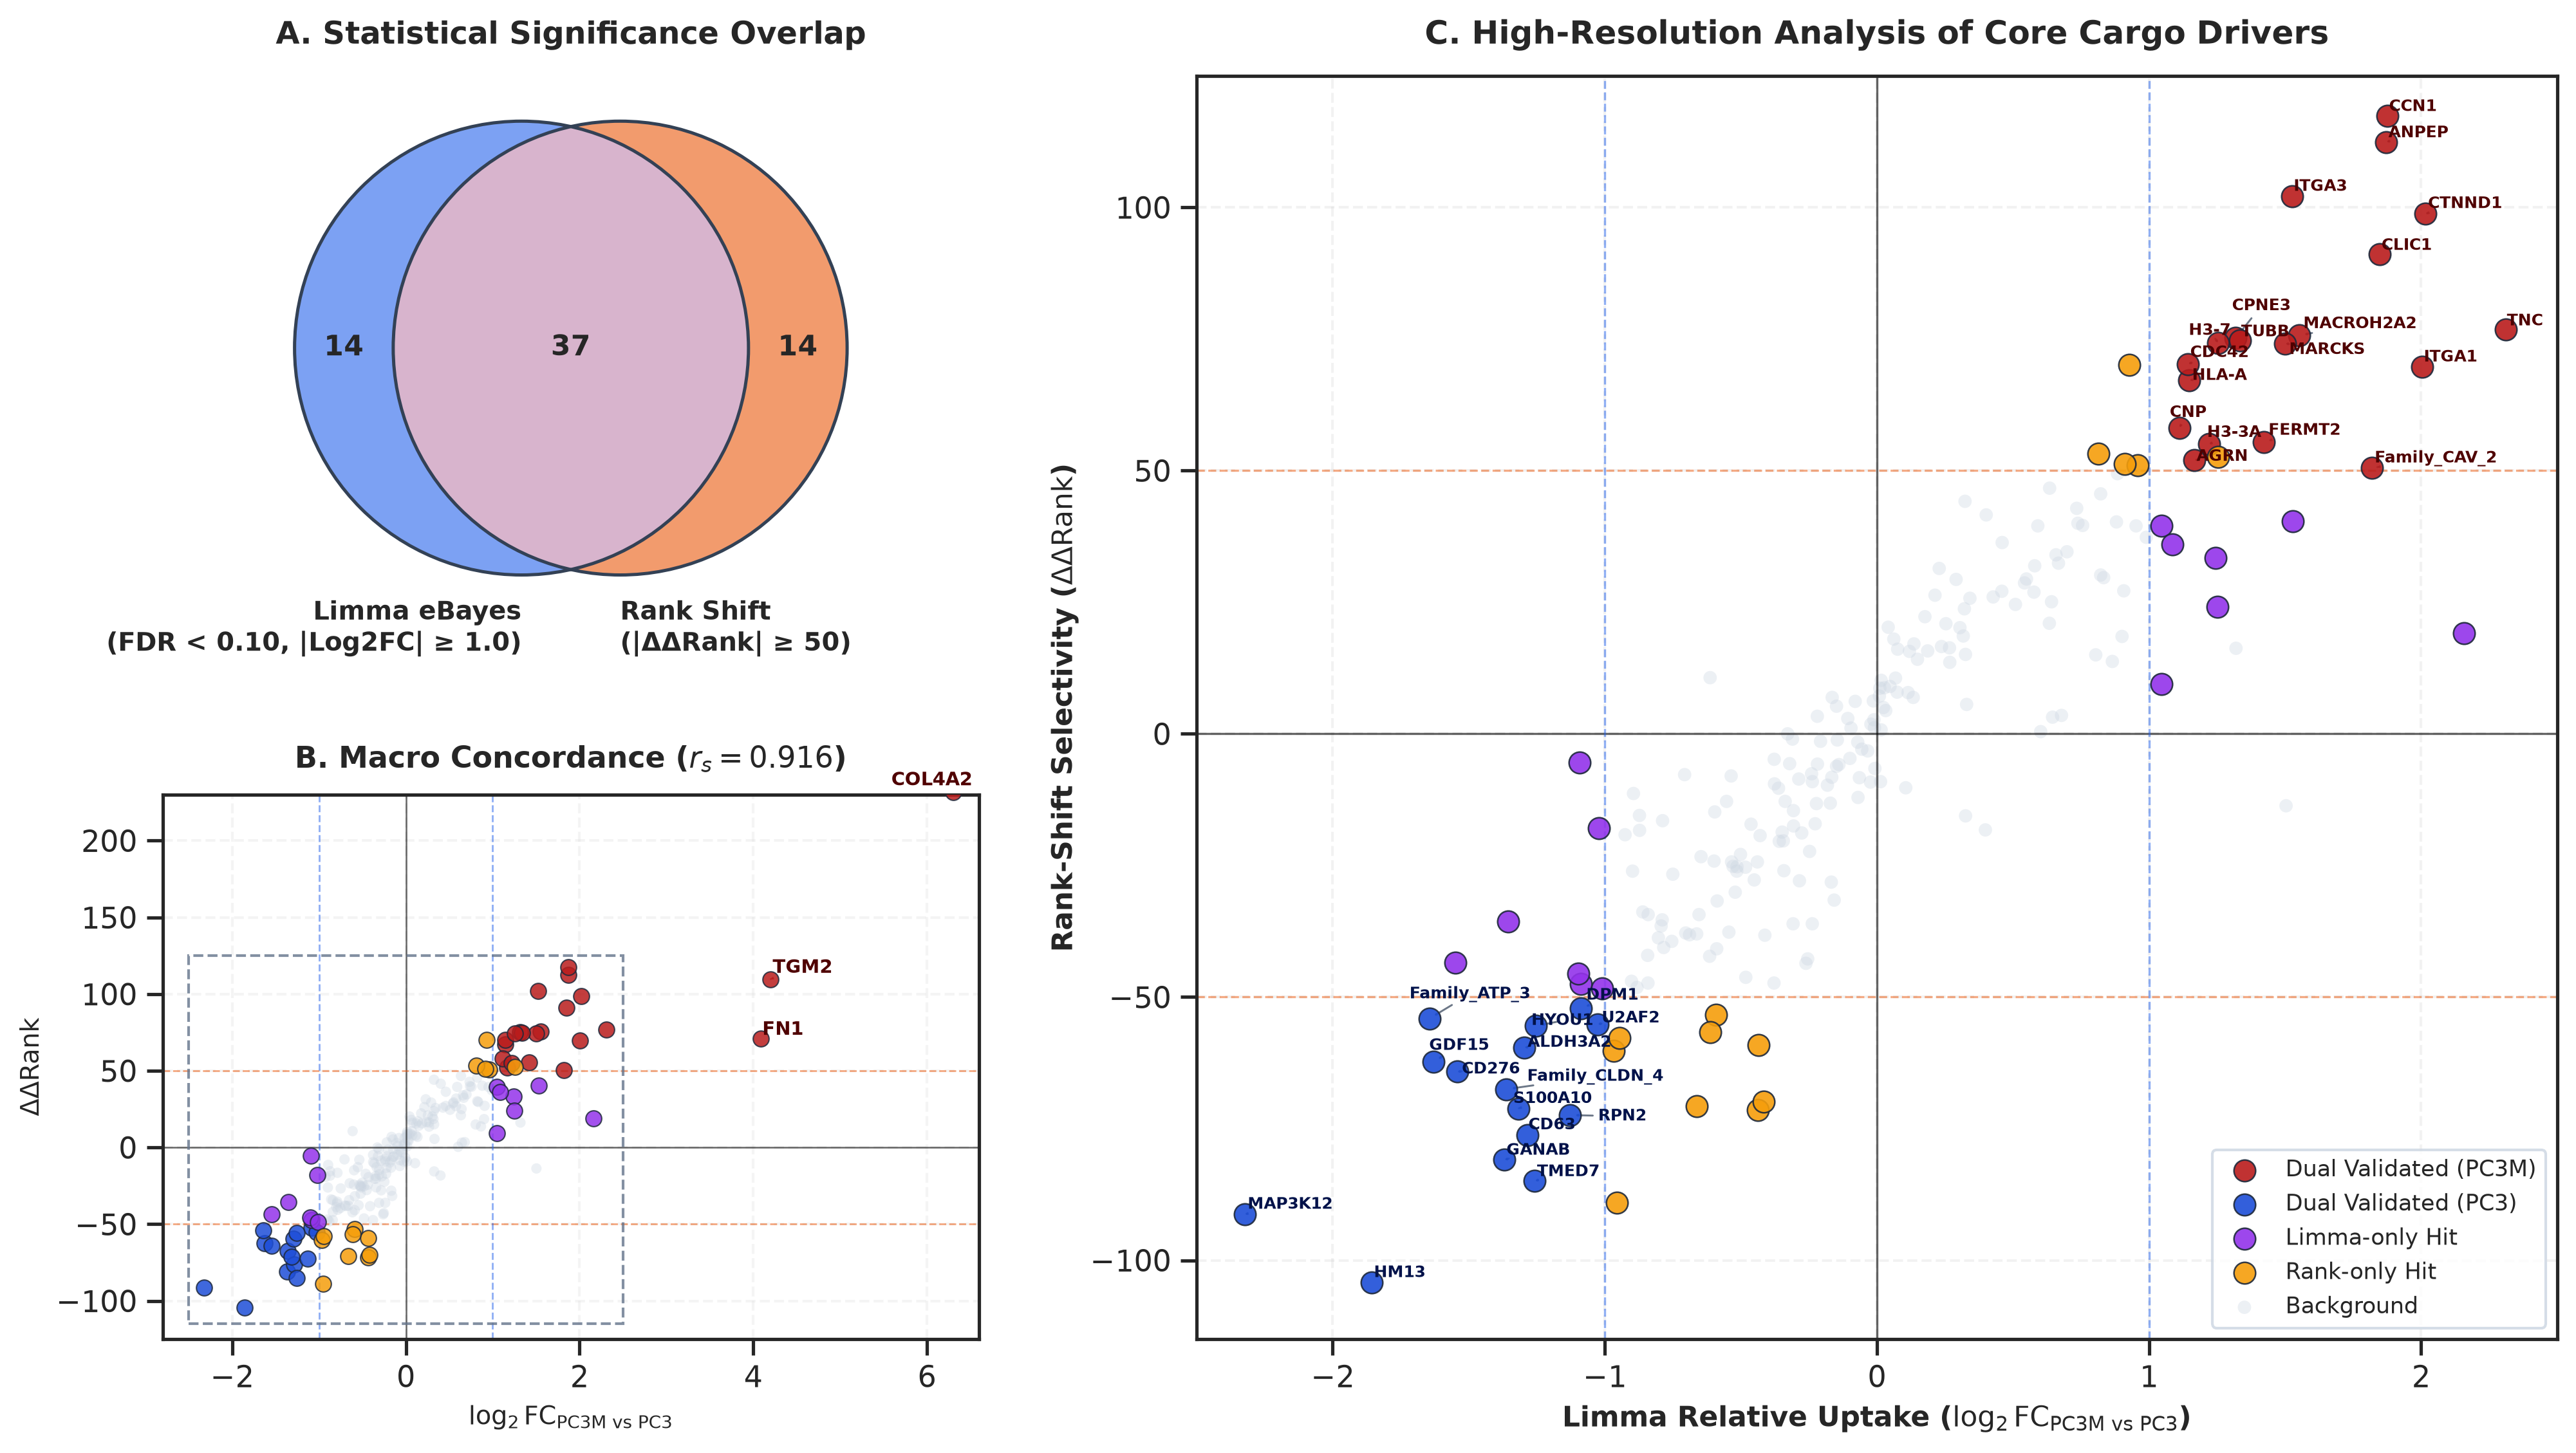 A. Statistical Significance Overlap
14
37
14
Limma eBayes
(FDR < 0.10, |Log2FC| ≥ 1.0)
Rank Shift
(|ΔΔRank| ≥ 50)
B. Macro Concordance (r_s = 0.916)
COL4A2
TGM2
FN1
200
150
100
50
0
−50
−100
ΔΔRank
−2
0
2
4
6
log₂ FC_PC3M vs PC3
C. High-Resolution Analysis of Core Cargo Drivers
CCN1
ANPEP
ITGA3
CTNND1
CLIC1
CPNE3
TNC
MACROH2A2
H3-7
TUBB
MARCKS
CDC42
ITGA1
HLA-A
CNP
H3-3A
FERMT2
AGRN
Family_CAV_2
Family_ATP_3
DPM1
HYOU1
U2AF2
ALDH3A2
GDF15
CD276
Family_CLDN_4
S100A10
RPN2
CD63
GANAB
TMED7
MAP3K12
HM13
100
50
0
−50
−100
Rank-Shift Selectivity (ΔΔRank)
Dual Validated (PC3M)
Dual Validated (PC3)
Limma-only Hit
Rank-only Hit
Background
−2
−1
0
1
2
Limma Relative Uptake (log₂ FC_PC3M vs PC3)